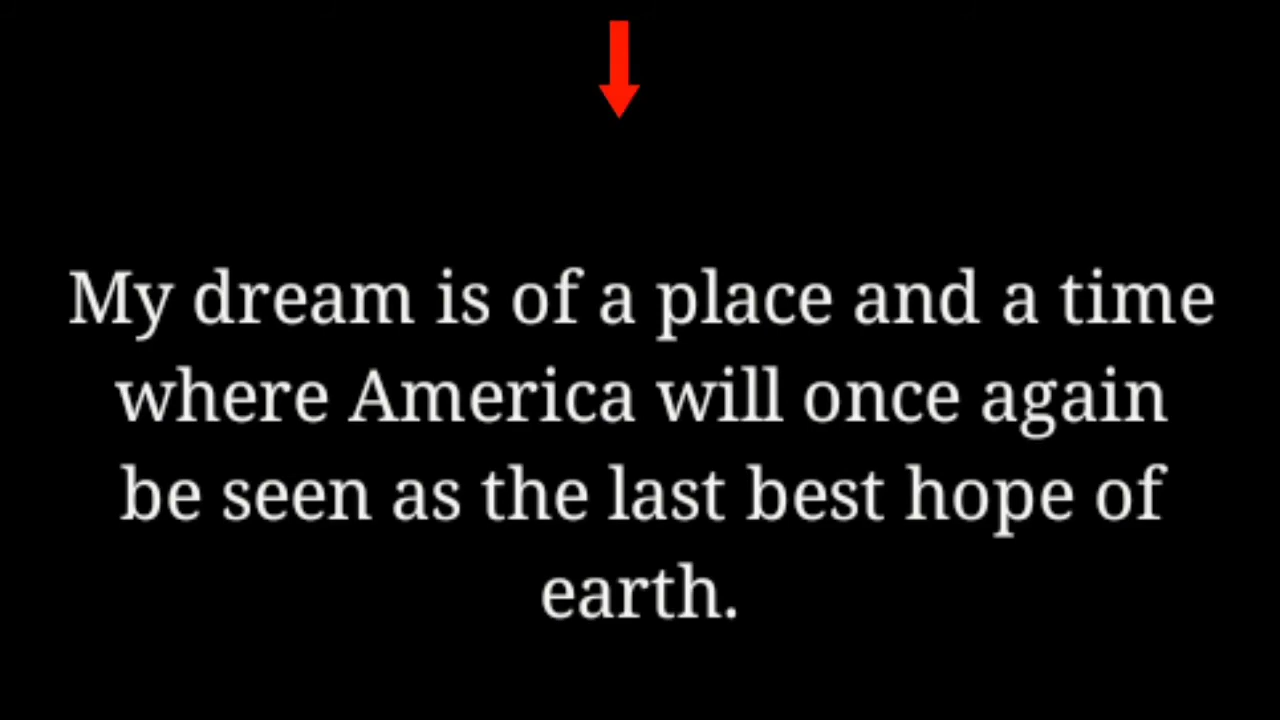 My dream is of a place and a time
where America will once again
be seen as the last best hope of
earth.